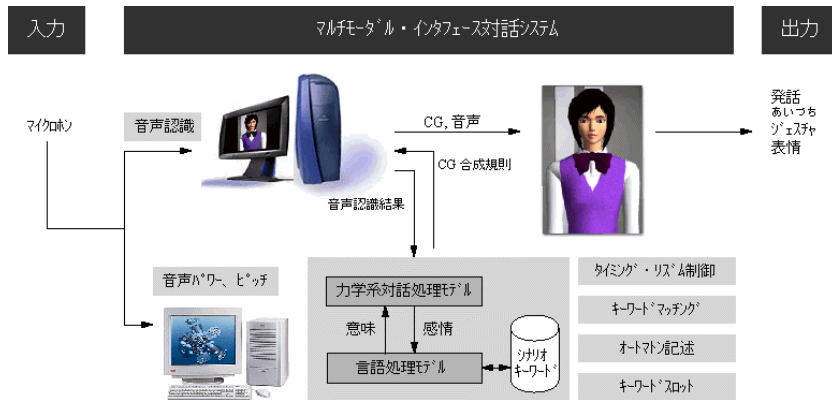 入力
マルチモーダル・インタフェース対話システム
出力
マイクロホン
音声認識
CG, 音声
発話
あいづち
ジェスチャ
表情
CG 合成規則
音声認識結果
音声パワー、ピッチ
力学系対話処理モデル
意味
感情
言語処理モデル
シナリオ
キーワード
タイミング・リズム制御
キーワードマッチング
オートマトン記述
キーワードスロット